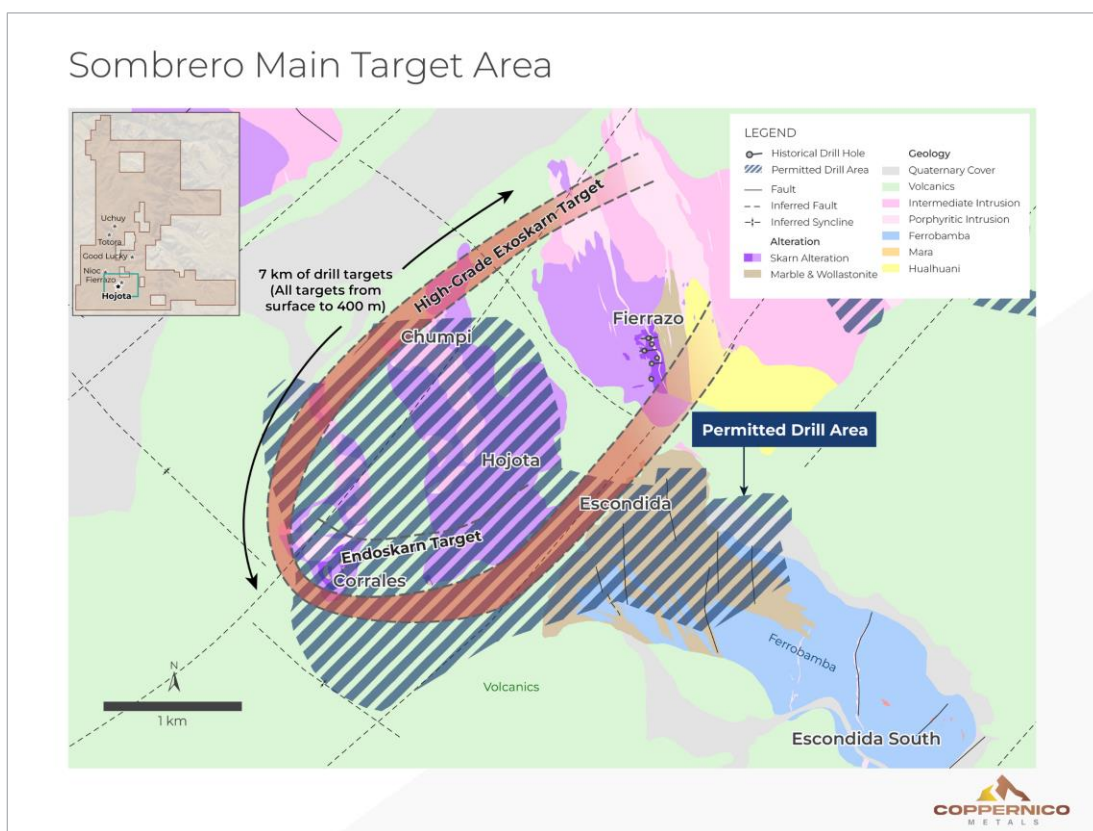 Sombrero Main Target Area
Uchuy
Totora
Good Lucky
Nioc
Fierrazo
Hojota
7 km of drill targets
(All targets from
surface to 400 m)
High-Grade Exoskarn Target
Chumpi
Fierrazo
Hojota
Escondida
Endoskarn Target
Corrales
Permitted Drill Area
Ferrobamba
Volcanics
Escondida South
N
1 km
LEGEND
Historical Drill Hole
Permitted Drill Area
Fault
Inferred Fault
Inferred Syncline
Alteration
Skarn Alteration
Marble & Wollastonite
Geology
Quaternary Cover
Volcanics
Intermediate Intrusion
Porphyritic Intrusion
Ferrobamba
Mara
Hualhuani
COPPERNICO
METALS